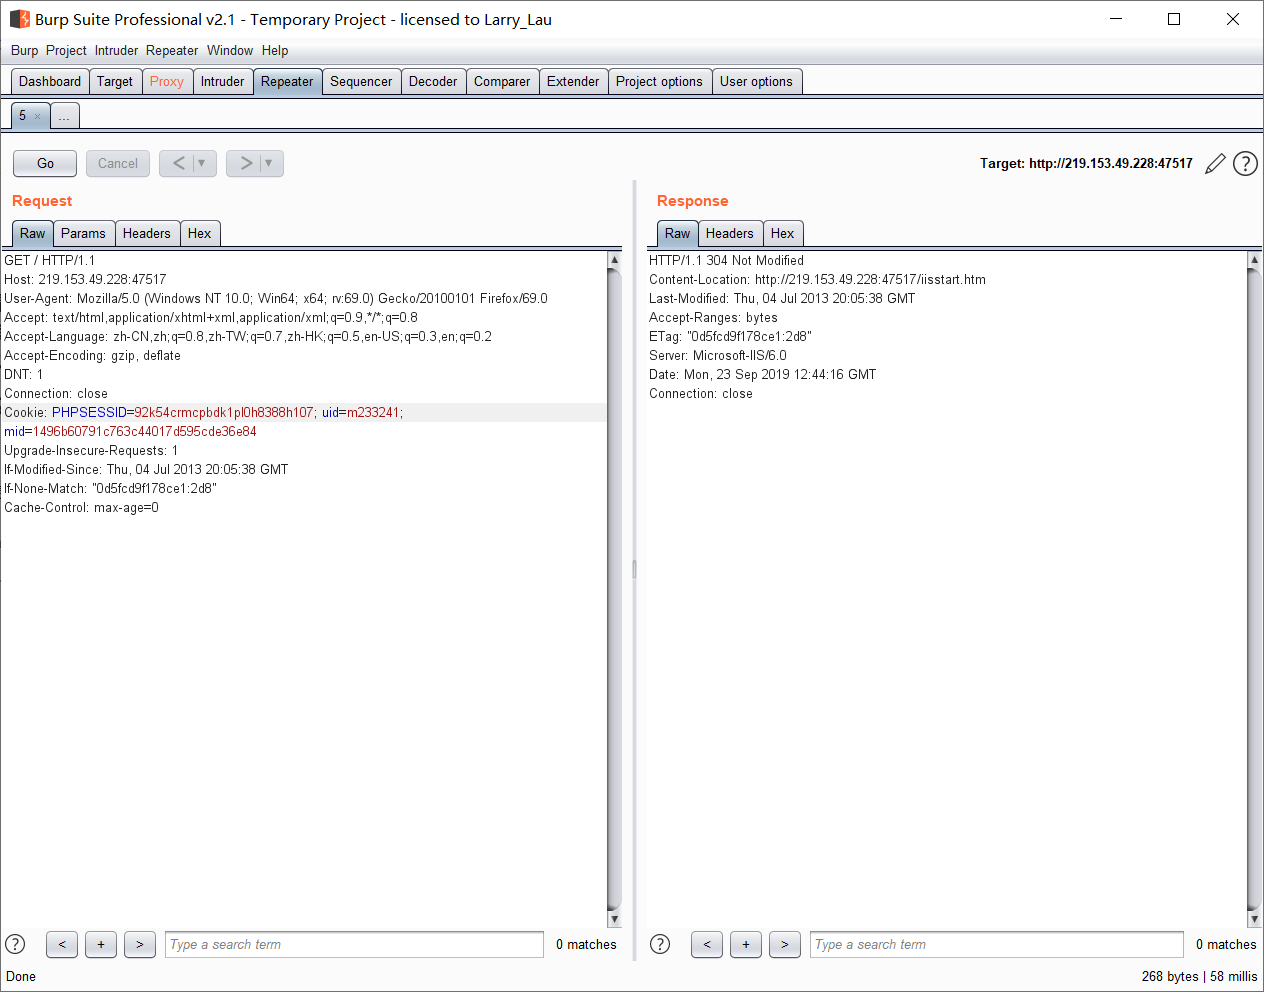 Burp Suite Professional v2.1 - Temporary Project - licensed to Larry_Lau
Burp Project Intruder Repeater Window Help
Dashboard Target Proxy Intruder Repeater Sequencer Decoder Comparer Extender Project options User options
5 × ...
Go Cancel < ▼ > ▼ Target: http://219.153.49.228:47517
Request
Raw Params Headers Hex
GET / HTTP/1.1
Host: 219.153.49.228:47517
User-Agent: Mozilla/5.0 (Windows NT 10.0; Win64; x64; rv:69.0) Gecko/20100101 Firefox/69.0
Accept: text/html,application/xhtml+xml,application/xml;q=0.9,*/*;q=0.8
Accept-Language: zh-CN,zh;q=0.8,zh-TW;q=0.7,zh-HK;q=0.5,en-US;q=0.3,en;q=0.2
Accept-Encoding: gzip, deflate
DNT: 1
Connection: close
Cookie: PHPSESSID=92k54crmcpbdk1pl0h8388h107; uid=m233241;
mid=1496b60791c763c44017d595cde36e84
Upgrade-Insecure-Requests: 1
If-Modified-Since: Thu, 04 Jul 2013 20:05:38 GMT
If-None-Match: "0d5fcd9f178ce1:2d8"
Cache-Control: max-age=0
? < + > Type a search term 0 matches
Response
Raw Headers Hex
HTTP/1.1 304 Not Modified
Content-Location: http://219.153.49.228:47517/iisstart.htm
Last-Modified: Thu, 04 Jul 2013 20:05:38 GMT
Accept-Ranges: bytes
ETag: "0d5fcd9f178ce1:2d8"
Server: Microsoft-IIS/6.0
Date: Mon, 23 Sep 2019 12:44:16 GMT
Connection: close
? < + > Type a search term 0 matches
Done 268 bytes | 58 millis